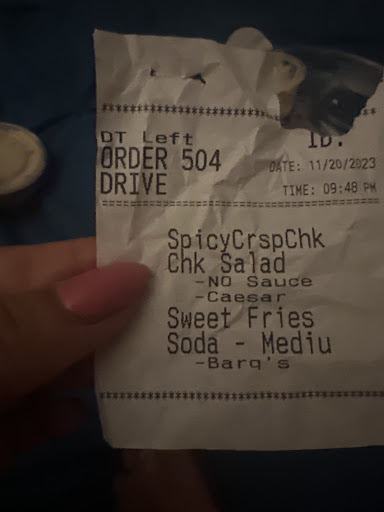 ************************************
DT Left
ID:
ORDER 504
DATE: 11/20/2023
DRIVE
TIME: 09:48 PM
====================================
SpicyCrspChk
Chk Salad
-NO Sauce
-Caesar
Sweet Fries
Soda - Mediu
-Barq's
************************************